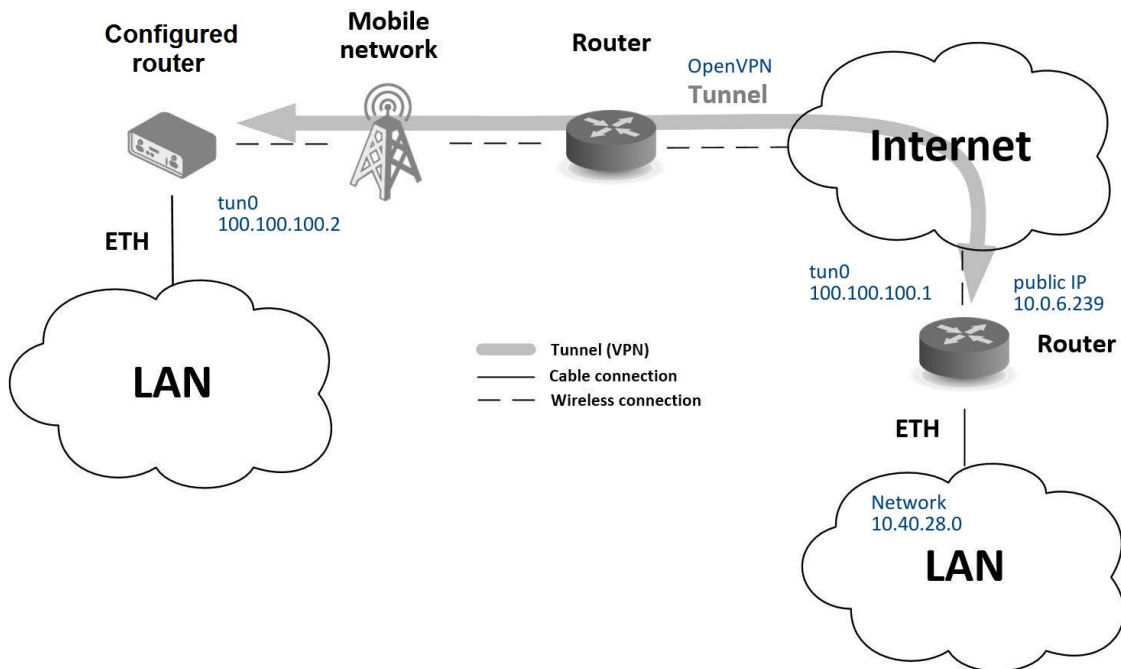 Configured
router
Mobile
network
Router
OpenVPN
Tunnel
Internet
tun0
100.100.100.2
ETH
LAN
tun0
100.100.100.1
public IP
10.0.6.239
Router
Tunnel (VPN)
Cable connection
Wireless connection
ETH
Network
10.40.28.0
LAN